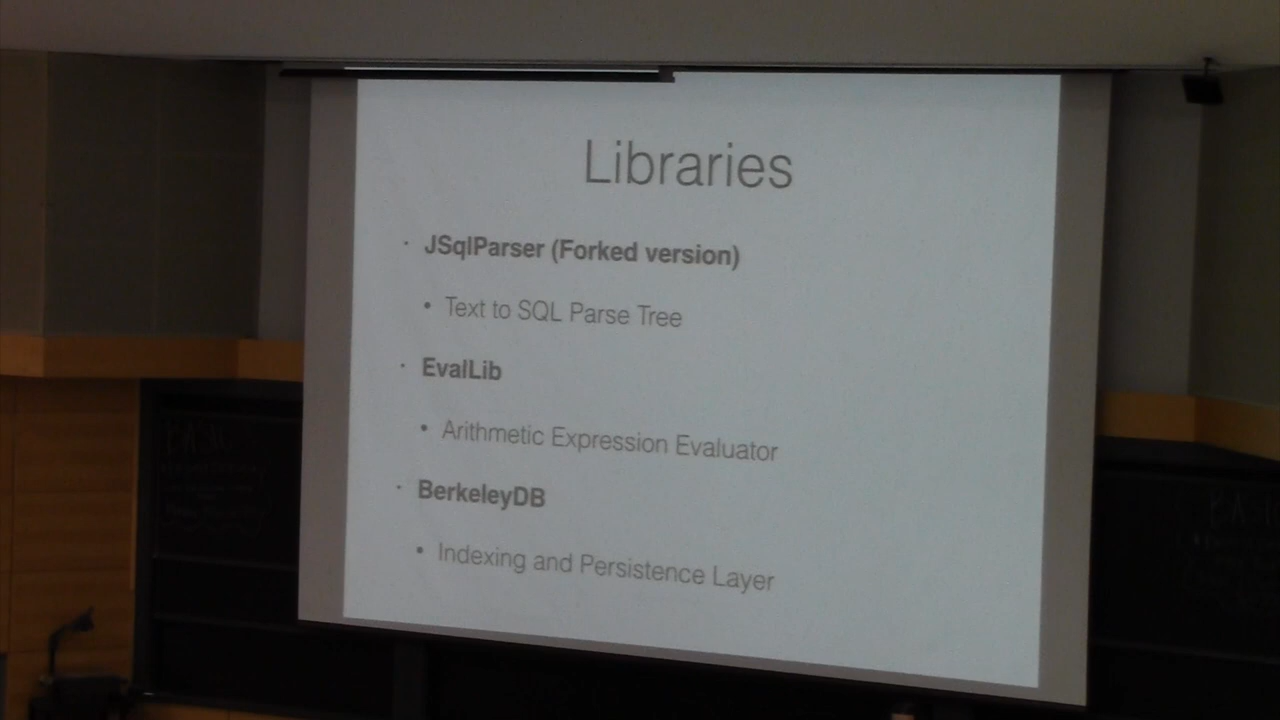 Libraries
· JSqlParser (Forked version)
• Text to SQL Parse Tree
· EvalLib
• Arithmetic Expression Evaluator
· BerkeleyDB
• Indexing and Persistence Layer